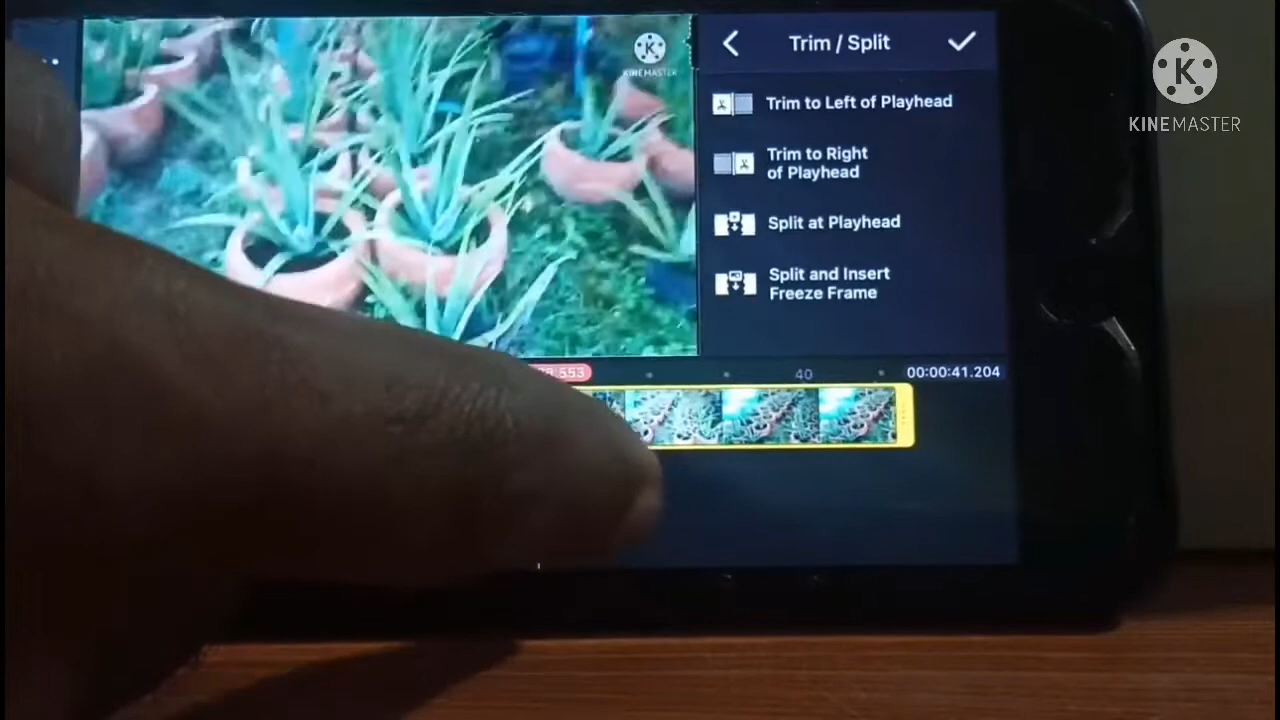 KINEMASTER
Trim / Split
KINEMASTER
Trim to Left of Playhead
Trim to Right
of Playhead
Split at Playhead
Split and Insert
Freeze Frame
40
00:00:41.204